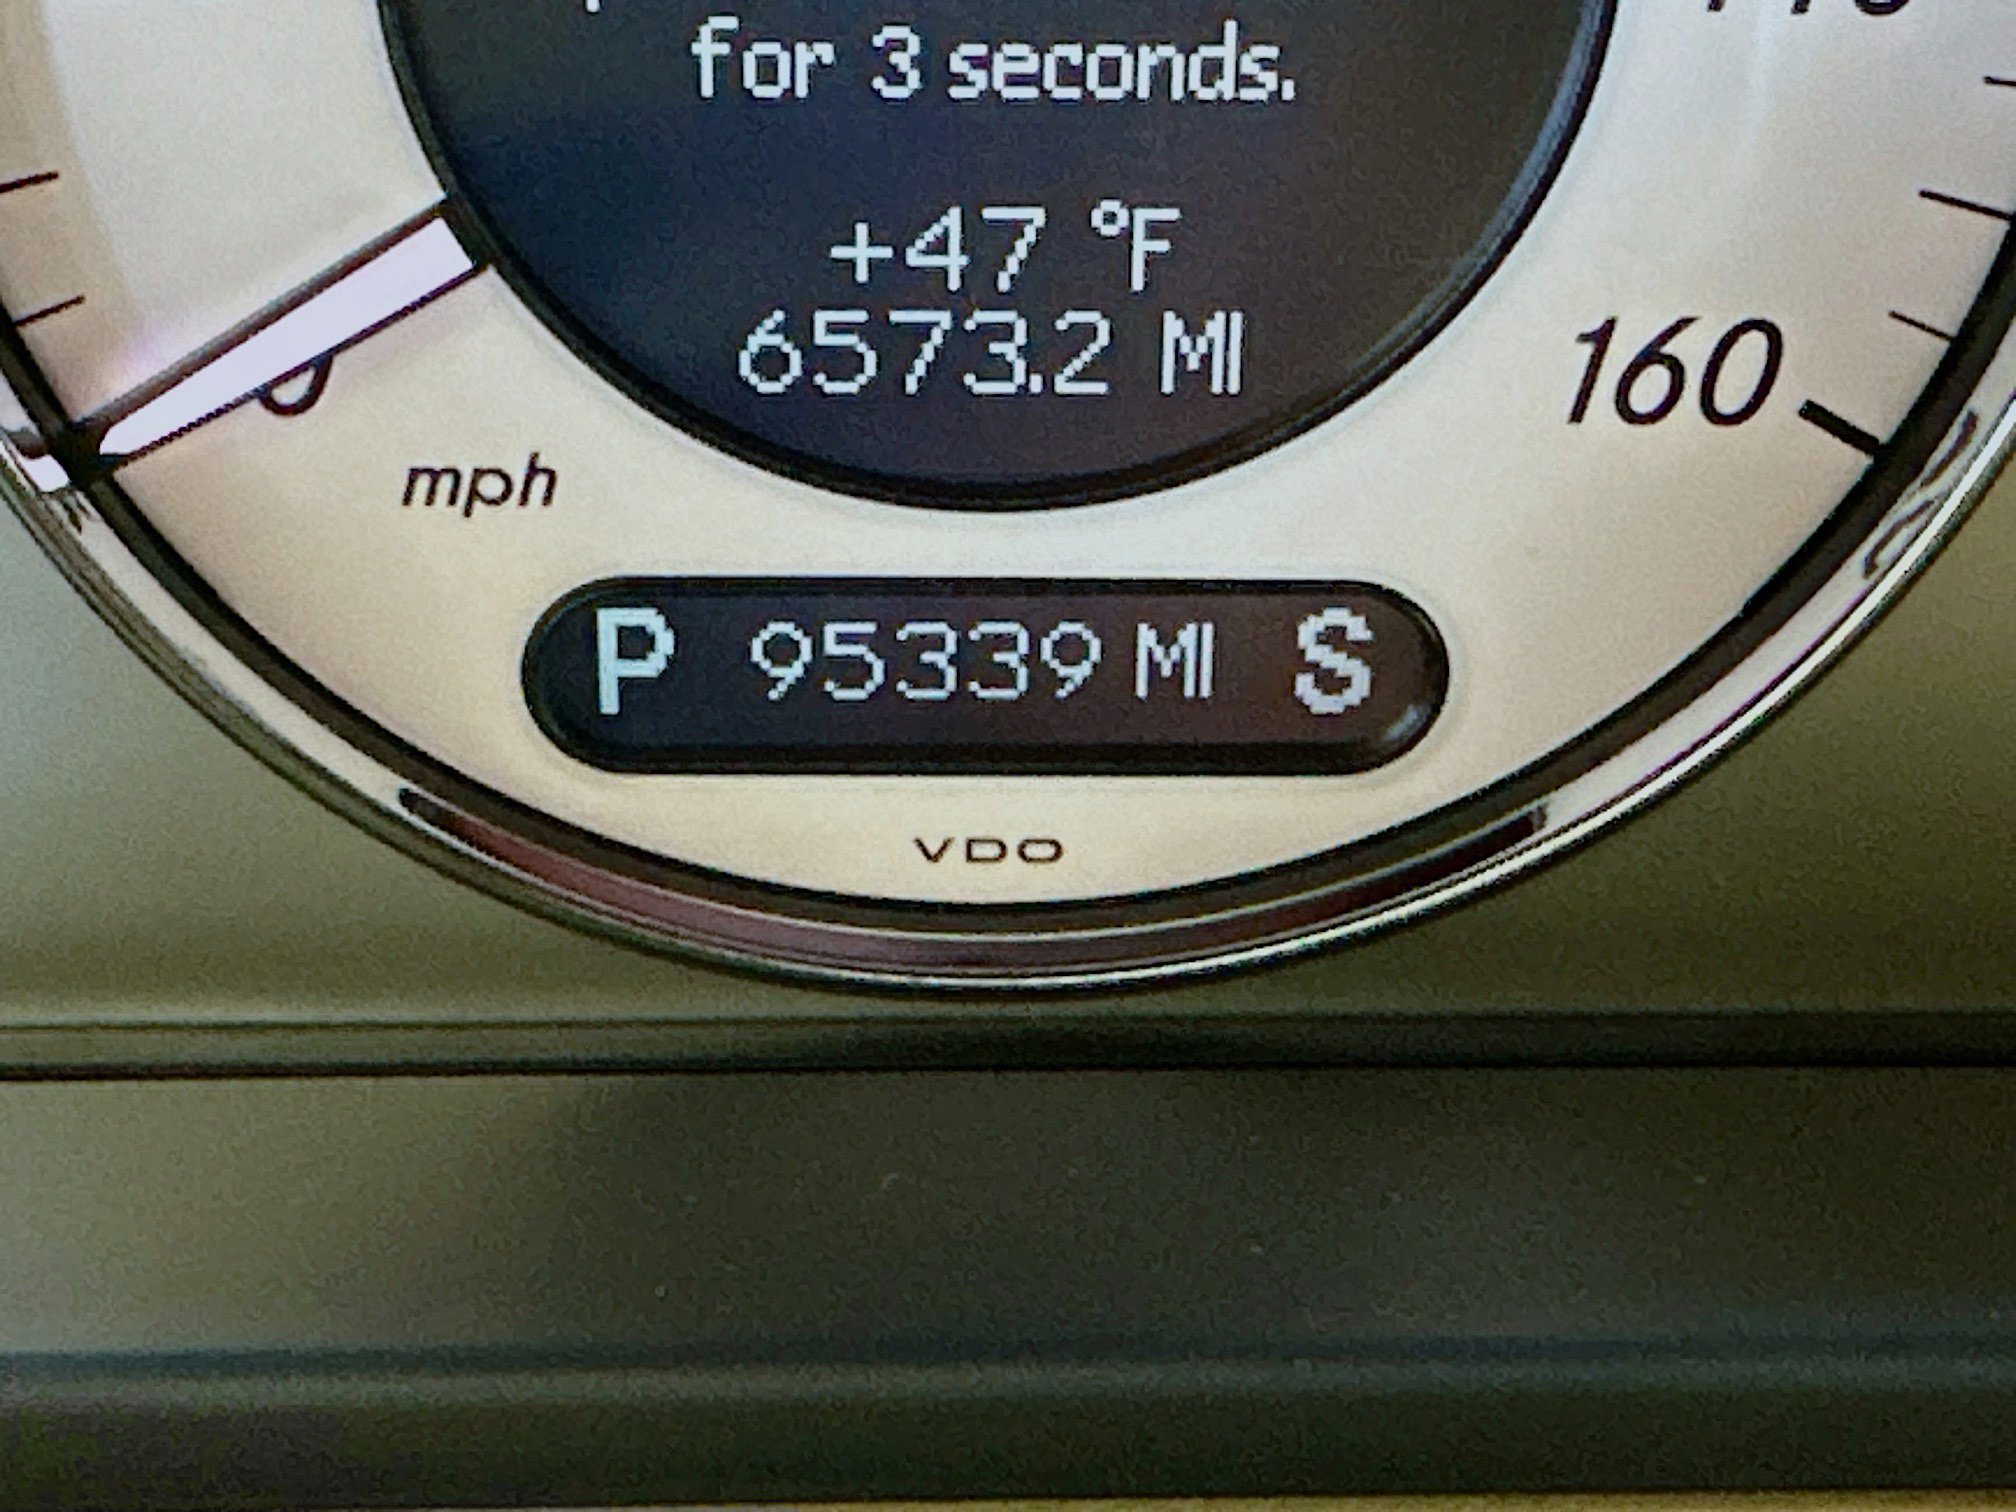 for 3 seconds.
+47 °F
6573.2 MI
160
mph
P 95339 MI S
VDO